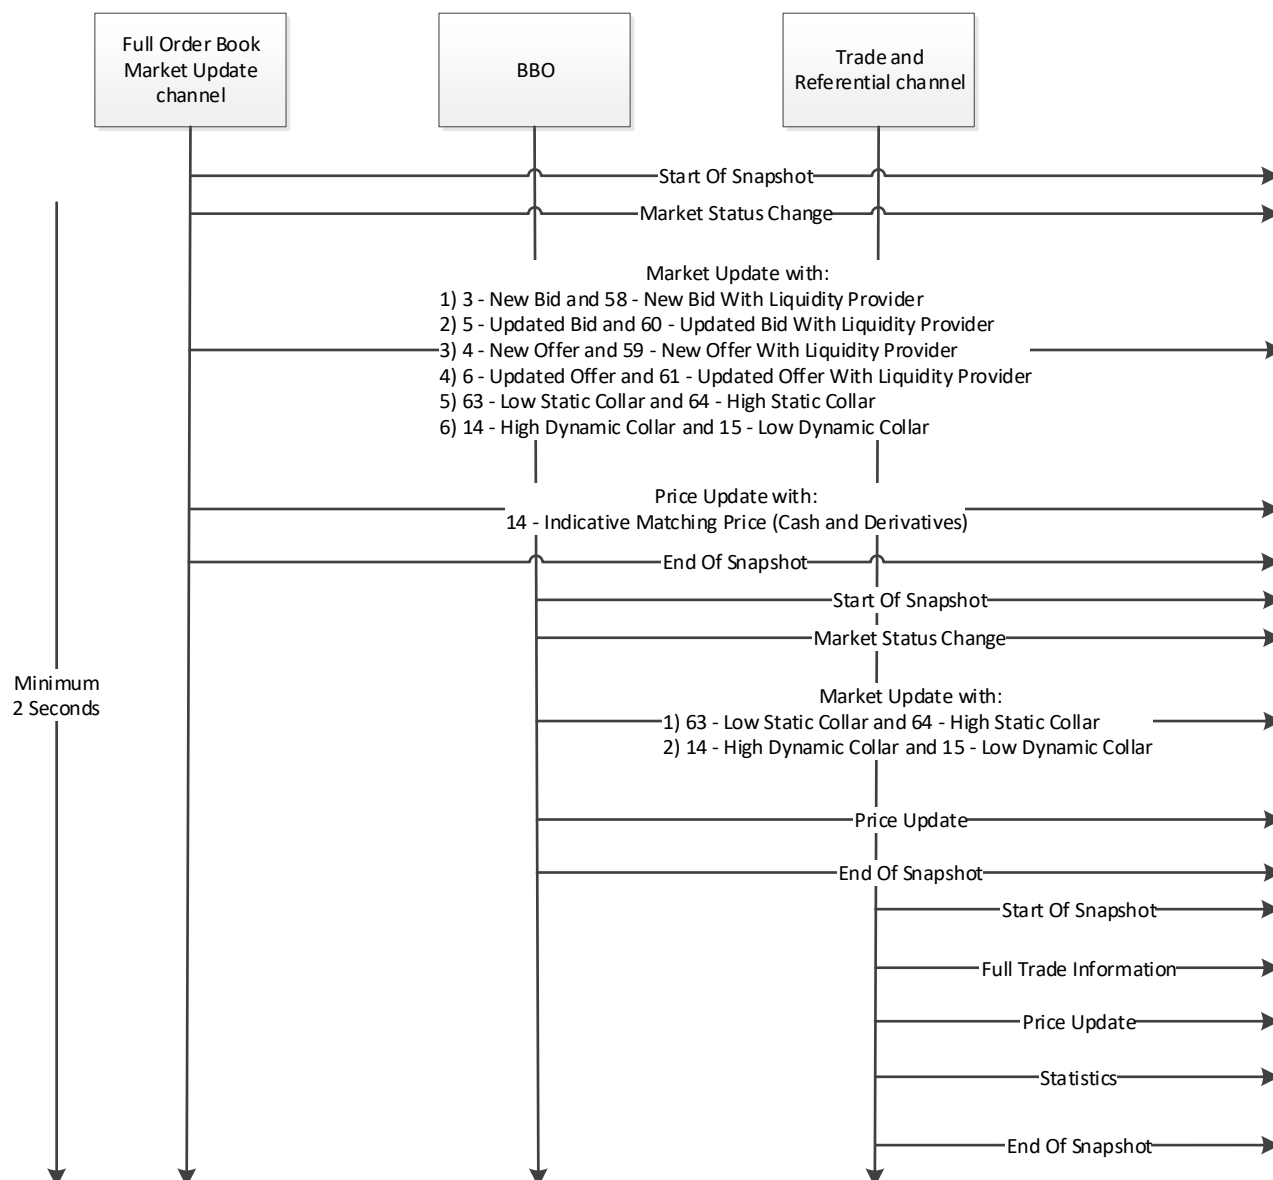 Full Order Book
Market Update
channel
BBO
Trade and
Referential channel
Start Of Snapshot
Market Status Change
Market Update with:
1) 3 - New Bid and 58 - New Bid With Liquidity Provider
2) 5 - Updated Bid and 60 - Updated Bid With Liquidity Provider
3) 4 - New Offer and 59 - New Offer With Liquidity Provider
4) 6 - Updated Offer and 61 - Updated Offer With Liquidity Provider
5) 63 - Low Static Collar and 64 - High Static Collar
6) 14 - High Dynamic Collar and 15 - Low Dynamic Collar
Price Update with:
14 - Indicative Matching Price (Cash and Derivatives)
End Of Snapshot
Start Of Snapshot
Market Status Change
Minimum
2 Seconds
Market Update with:
1) 63 - Low Static Collar and 64 - High Static Collar
2) 14 - High Dynamic Collar and 15 - Low Dynamic Collar
Price Update
End Of Snapshot
Start Of Snapshot
Full Trade Information
Price Update
Statistics
End Of Snapshot